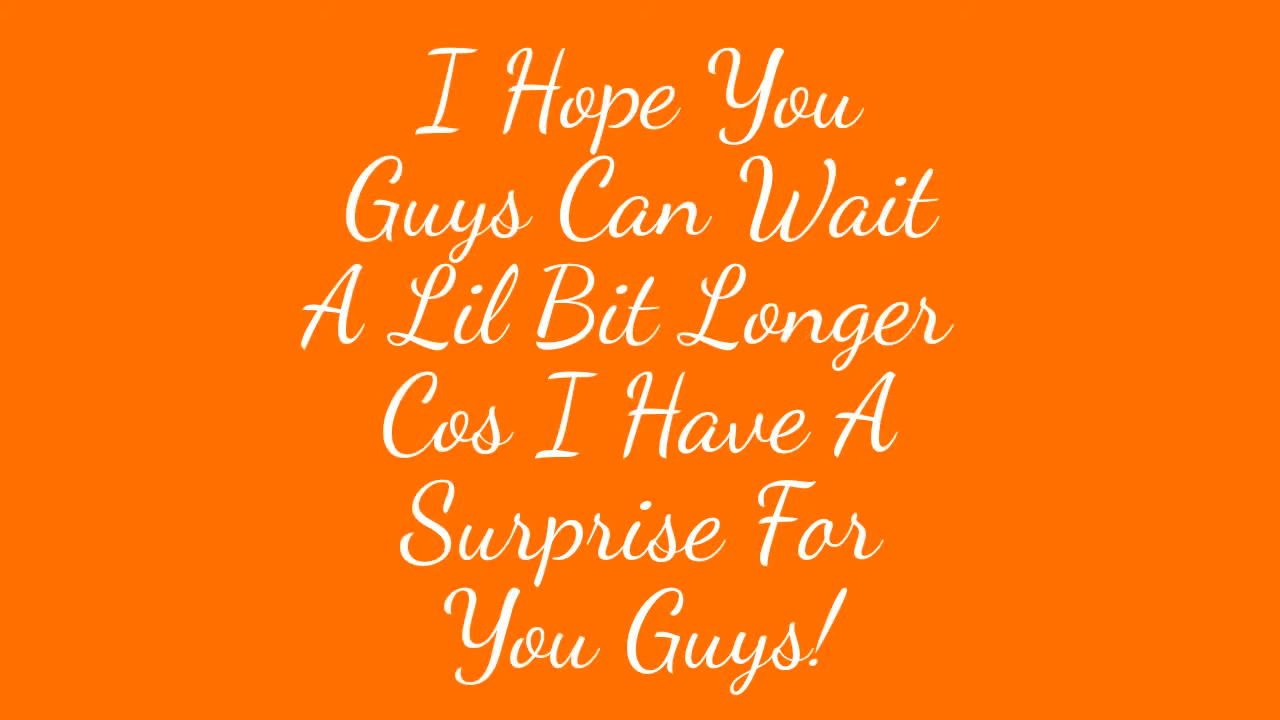 I Hope You
Guys Can Wait
A Lil Bit Longer
Cos I Have A
Surprise For
You Guys!